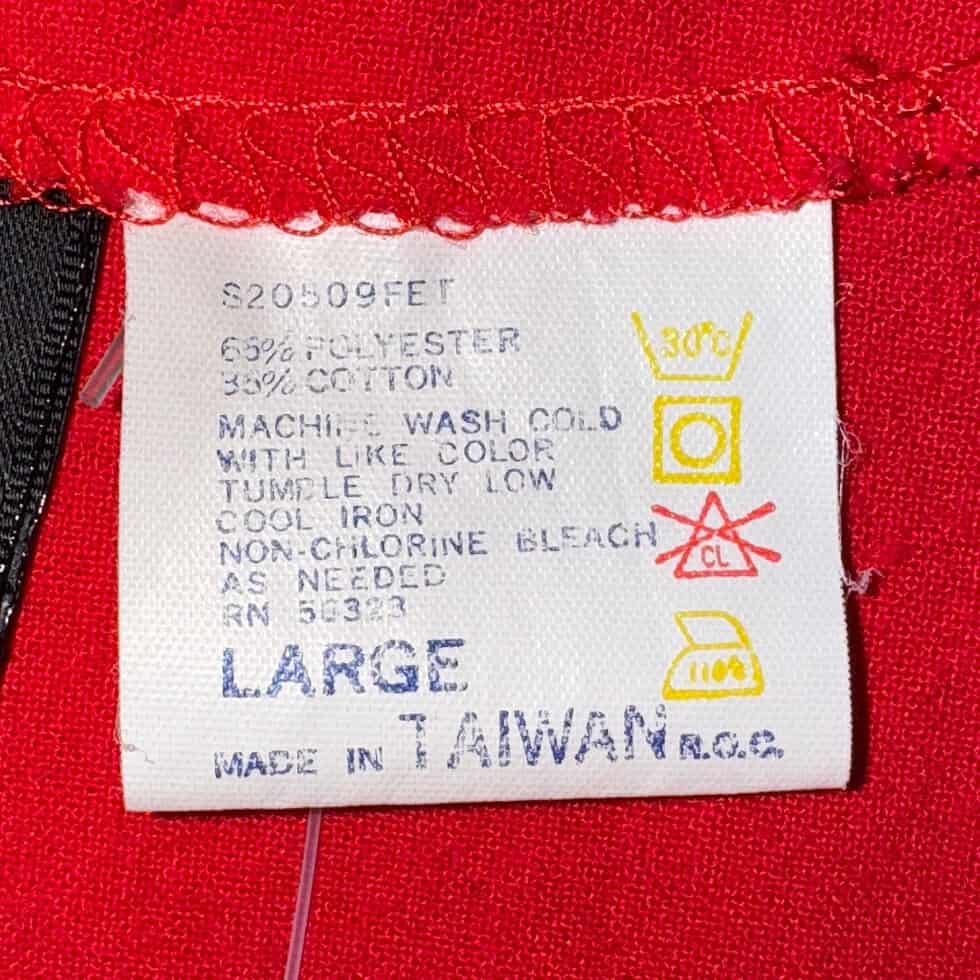 S20509FET
65% POLYESTER
35% COTTON
MACHINE WASH COLD
WITH LIKE COLOR
TUMBLE DRY LOW
COOL IRON
NON-CHLORINE BLEACH
AS NEEDED
RN 56323
LARGE
MADE IN TAIWAN R.O.C.
30°C
CL
110°C